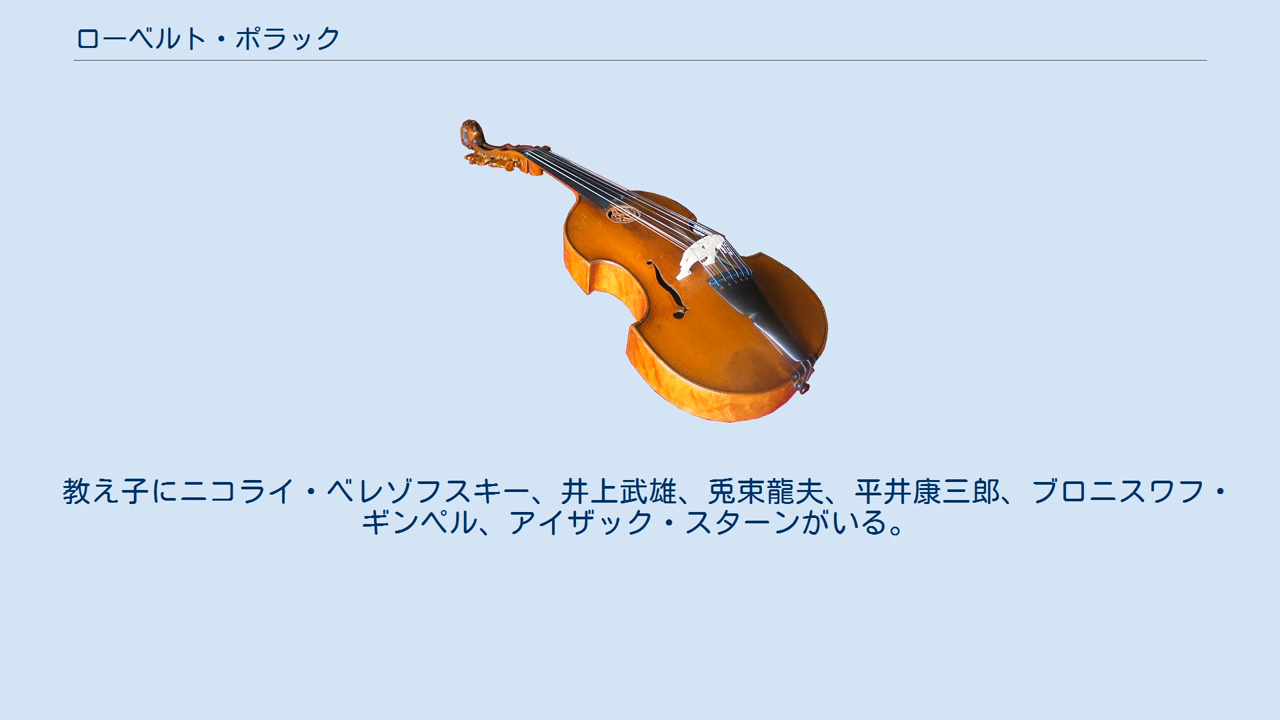 ローベルト・ポラック
教え子にニコライ・ベレゾフスキー、井上武雄、兎束龍夫、平井康三郎、ブロニスワフ・
ギンペル、アイザック・スターンがいる。